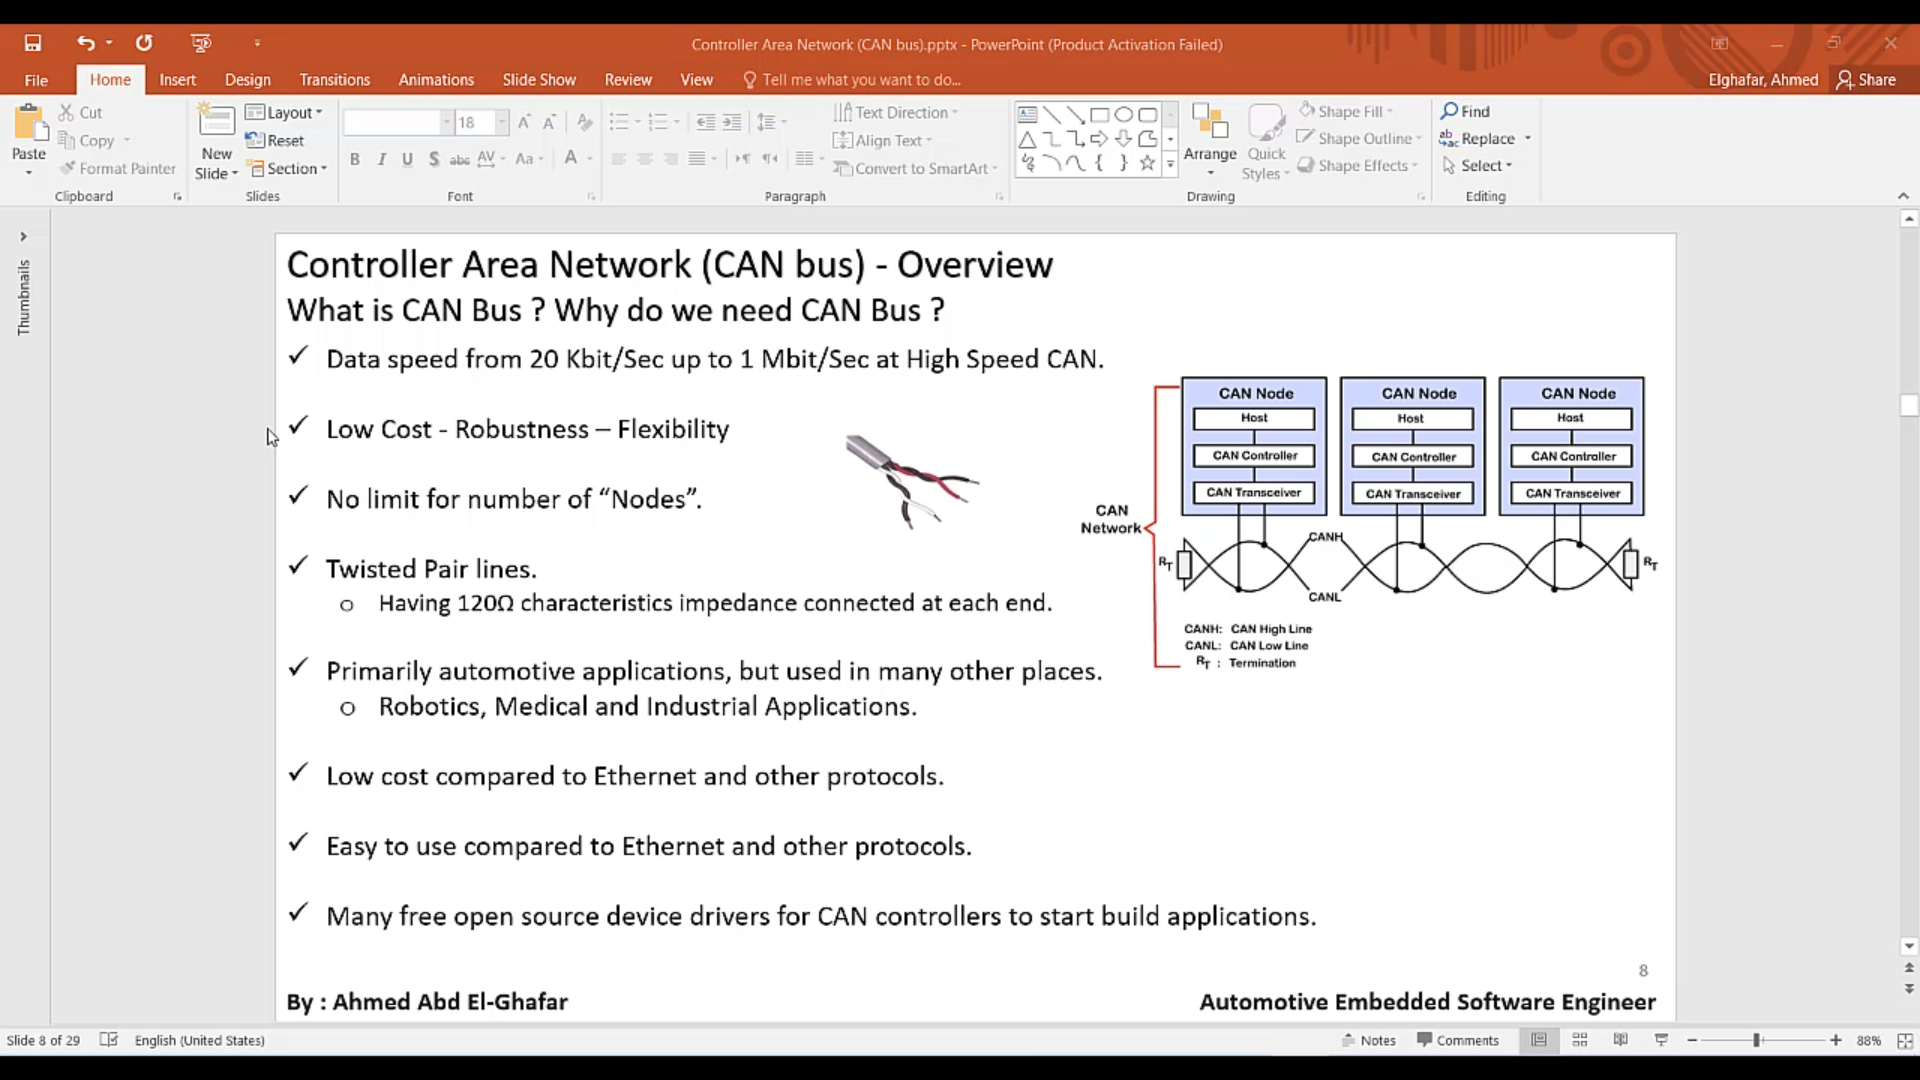 Controller Area Network (CAN bus).pptx - PowerPoint (Product Activation Failed)
File Home Insert Design Transitions Animations Slide Show Review View Tell me what you want to do... Elghafar, Ahmed Share
Paste
Cut
Copy
Format Painter
Clipboard
New Slide
Layout
Reset
Section
Slides
18
B I U S abc AV Aa A
Font
Text Direction
Align Text
Convert to SmartArt
Paragraph
Arrange
Quick Styles
Shape Fill
Shape Outline
Shape Effects
Drawing
Find
Replace
Select
Editing
Thumbnails
Controller Area Network (CAN bus) - Overview
What is CAN Bus ? Why do we need CAN Bus ?
✓ Data speed from 20 Kbit/Sec up to 1 Mbit/Sec at High Speed CAN.
✓ Low Cost - Robustness – Flexibility
✓ No limit for number of “Nodes”.
✓ Twisted Pair lines.
o Having 120Ω characteristics impedance connected at each end.
✓ Primarily automotive applications, but used in many other places.
o Robotics, Medical and Industrial Applications.
✓ Low cost compared to Ethernet and other protocols.
✓ Easy to use compared to Ethernet and other protocols.
✓ Many free open source device drivers for CAN controllers to start build applications.
CAN Node CAN Node CAN Node
Host Host Host
CAN Controller CAN Controller CAN Controller
CAN Transceiver CAN Transceiver CAN Transceiver
CAN
Network
CANH
RT RT
CANL
CANH: CAN High Line
CANL: CAN Low Line
RT : Termination
8
By : Ahmed Abd El-Ghafar Automotive Embedded Software Engineer
Slide 8 of 29 English (United States) Notes Comments 88%